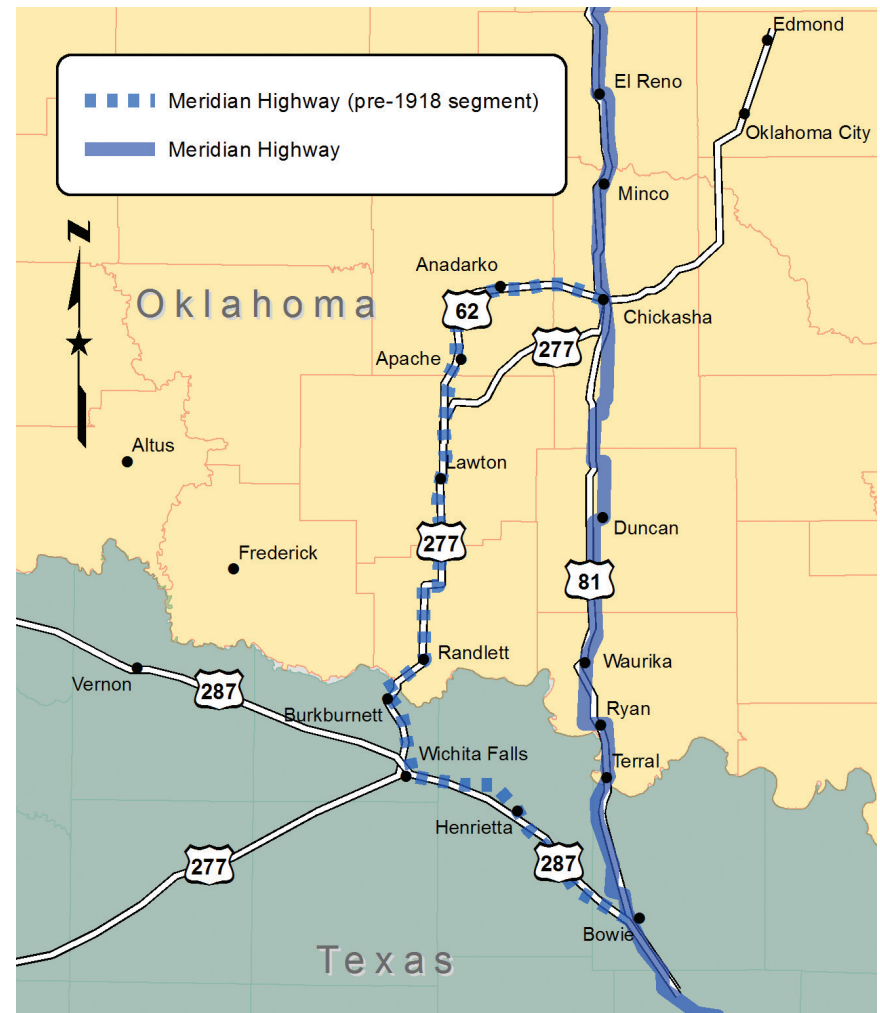 Edmond
El Reno
Meridian Highway (pre-1918 segment)
Oklahoma City
Meridian Highway
Minco
N
Anadarko
Oklahoma
62
Chickasha
277
Apache
Altus
Lawton
Duncan
277
Frederick
81
Randlett
Waurika
Vernon
287
Burkburnett
Ryan
Wichita Falls
Terral
Henrietta
277
287
Bowie
Texas